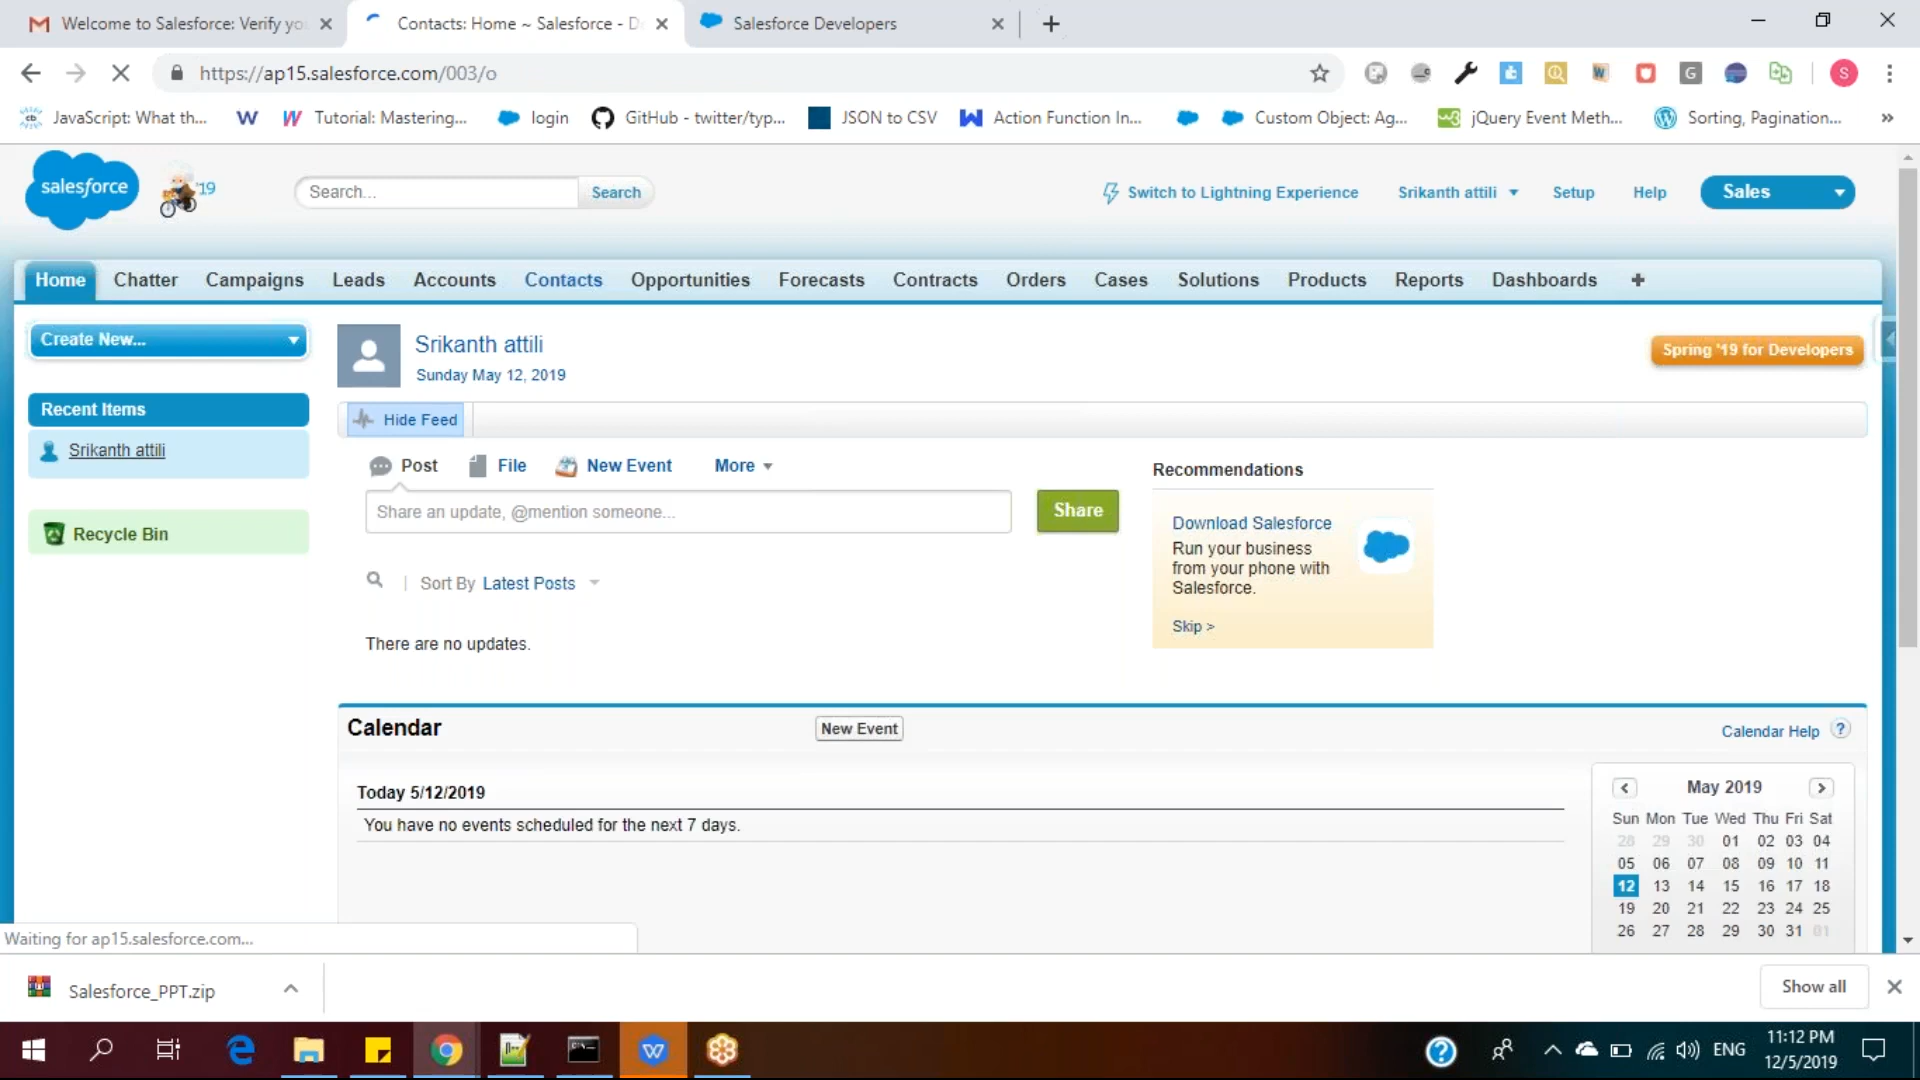 Welcome to Salesforce: Verify yo
Contacts: Home ~ Salesforce - D
Salesforce Developers
https://ap15.salesforce.com/003/o
JavaScript: What th...
Tutorial: Mastering...
login
GitHub - twitter/typ...
JSON to CSV
Action Function In...
Custom Object: Ag...
jQuery Event Meth...
Sorting, Pagination...
»
salesforce
'19
Search...
Search
Switch to Lightning Experience
Srikanth attili
Setup
Help
Sales
Home
Chatter
Campaigns
Leads
Accounts
Contacts
Opportunities
Forecasts
Contracts
Orders
Cases
Solutions
Products
Reports
Dashboards
+
Create New...
Recent Items
Srikanth attili
Recycle Bin
Srikanth attili
Sunday May 12, 2019
Spring '19 for Developers
Hide Feed
Post
File
New Event
More
Share an update, @mention someone...
Share
Sort By Latest Posts
There are no updates.
Recommendations
Download Salesforce
Run your business
from your phone with
Salesforce.
Skip >
Calendar
New Event
Calendar Help ?
Today 5/12/2019
You have no events scheduled for the next 7 days.
May 2019
Sun Mon Tue Wed Thu Fri Sat
28 29 30 01 02 03 04
05 06 07 08 09 10 11
12 13 14 15 16 17 18
19 20 21 22 23 24 25
26 27 28 29 30 31 01
Waiting for ap15.salesforce.com...
Salesforce_PPT.zip
Show all
ENG
11:12 PM
12/5/2019